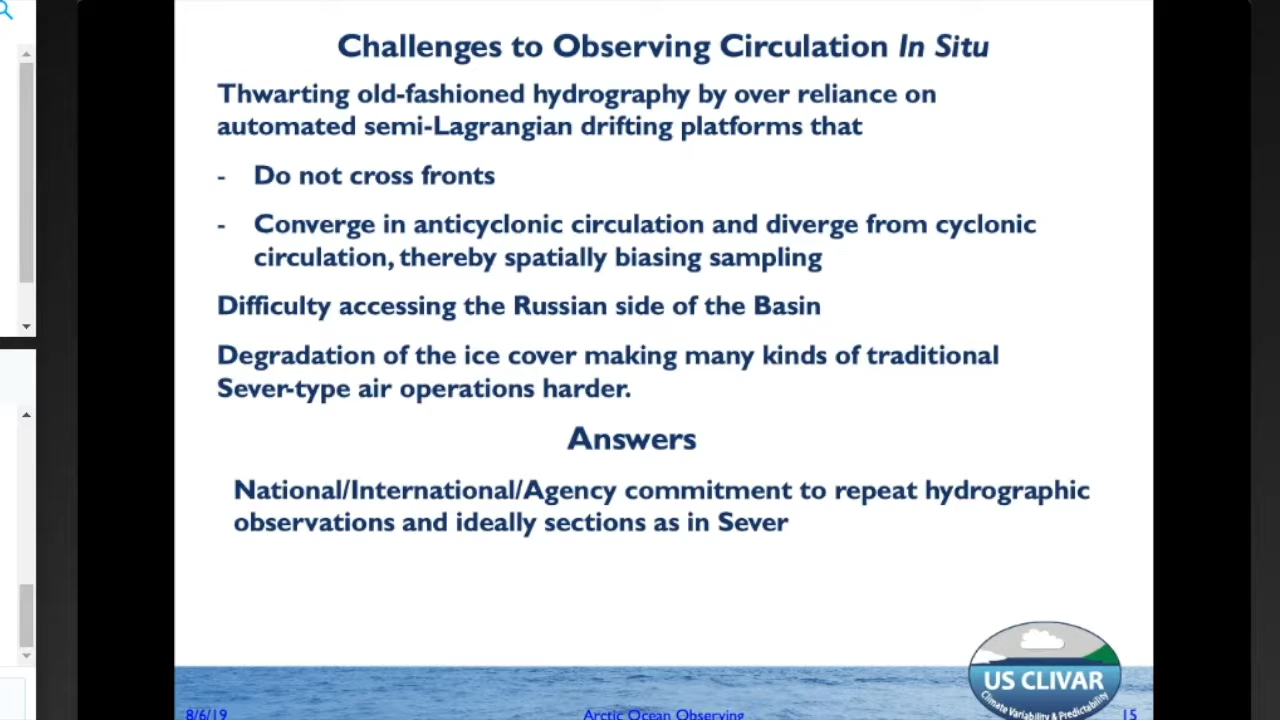 Challenges to Observing Circulation In Situ
Thwarting old-fashioned hydrography by over reliance on
automated semi-Lagrangian drifting platforms that
- Do not cross fronts
- Converge in anticyclonic circulation and diverge from cyclonic
circulation, thereby spatially biasing sampling
Difficulty accessing the Russian side of the Basin
Degradation of the ice cover making many kinds of traditional
Sever-type air operations harder.
Answers
National/International/Agency commitment to repeat hydrographic
observations and ideally sections as in Sever
US CLIVAR
Climate Variability & Predictability
8/6/19
Arctic Ocean Observing
15